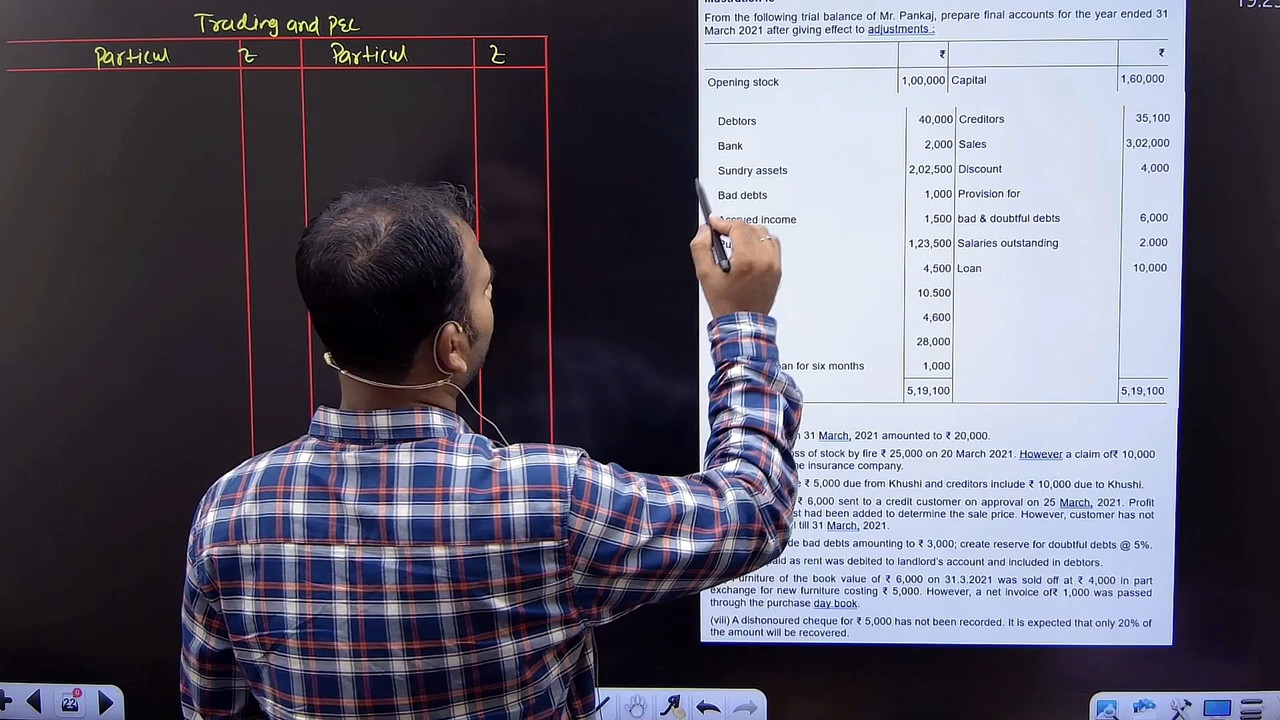 Trading and P&L
Particul ₹ Particul ₹
From the following trial balance of Mr. Pankaj, prepare final accounts for the year ended 31
March 2021 after giving effect to adjustments :
₹ ₹
Opening stock 1,00,000 Capital 1,60,000
Debtors 40,000 Creditors 35,100
Bank 2,000 Sales 3,02,000
Sundry assets 2,02,500 Discount 4,000
Bad debts 1,000 Provision for
income 1,500 bad & doubtful debts 6,000
1,23,500 Salaries outstanding 2.000
4,500 Loan 10,000
10.500
4,600
28,000
for six months 1,000
5,19,100 5,19,100
31 March, 2021 amounted to ₹ 20,000.
of stock by fire ₹ 25,000 on 20 March 2021. However a claim of₹ 10,000
insurance company.
₹ 5,000 due from Khushi and creditors include ₹ 10,000 due to Khushi.
₹ 6,000 sent to a credit customer on approval on 25 March, 2021. Profit
had been added to determine the sale price. However, customer has not
till 31 March, 2021.
bad debts amounting to ₹ 3,000; create reserve for doubtful debts @ 5%.
as rent was debited to landlord's account and included in debtors.
urniture of the book value of ₹ 6,000 on 31.3.2021 was sold off at ₹ 4,000 in part
exchange for new furniture costing ₹ 5,000. However, a net invoice of₹ 1,000 was passed
through the purchase day book.
(viii) A dishonoured cheque for ₹ 5,000 has not been recorded. It is expected that only 20% of
the amount will be recovered.
22